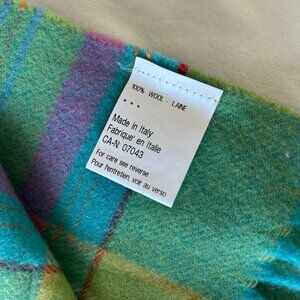 100% WOOL . LAINE
• • •
Made in Italy
Fabrique' en Italie
CA-N 07043
For care see reverse
Pour l'entretien, voir au verso